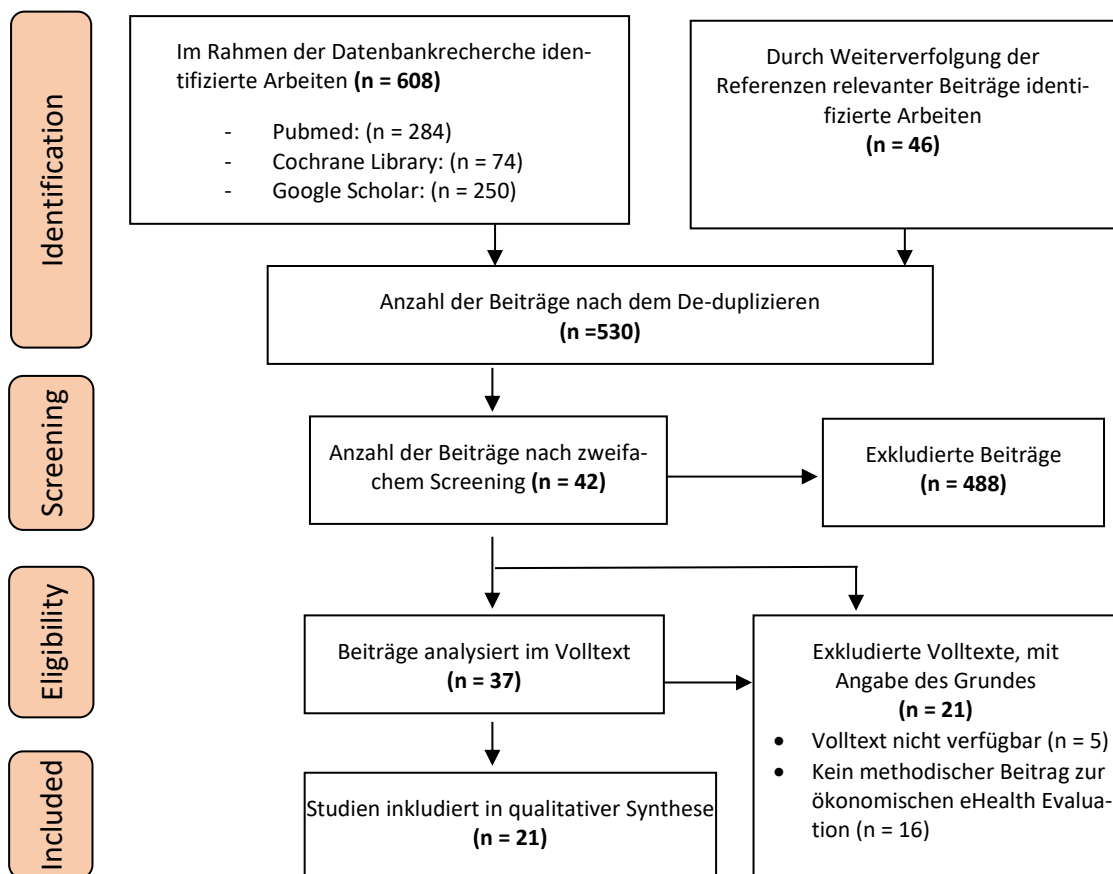 Identification
Im Rahmen der Datenbankrecherche iden-
tifizierte Arbeiten (n = 608)
- Pubmed: (n = 284)
- Cochrane Library: (n = 74)
- Google Scholar: (n = 250)
Durch Weiterverfolgung der
Referenzen relevanter Beiträge identi-
fizierte Arbeiten
(n = 46)
Anzahl der Beiträge nach dem De-duplizieren
(n =530)
Screening
Anzahl der Beiträge nach zweifa-
chem Screening (n = 42)
Exkludierte Beiträge
(n = 488)
Eligibility
Beiträge analysiert im Volltext
(n = 37)
Exkludierte Volltexte, mit
Angabe des Grundes
(n = 21)
• Volltext nicht verfügbar (n = 5)
• Kein methodischer Beitrag zur
ökonomischen eHealth Evalua-
tion (n = 16)
Included
Studien inkludiert in qualitativer Synthese
(n = 21)